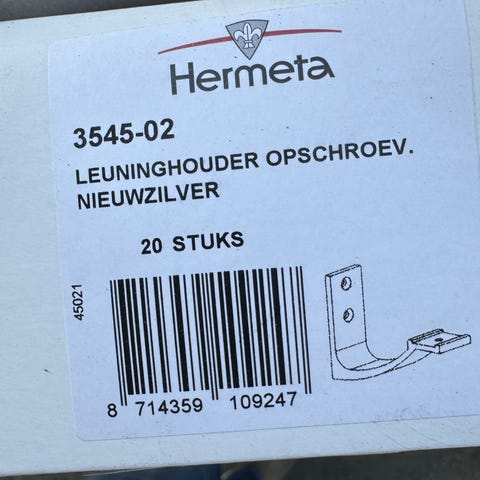 Hermeta
3545-02
LEUNINGHOUDER OPSCHROEV.
NIEUWZILVER
20 STUKS
45021
8 714359 109247